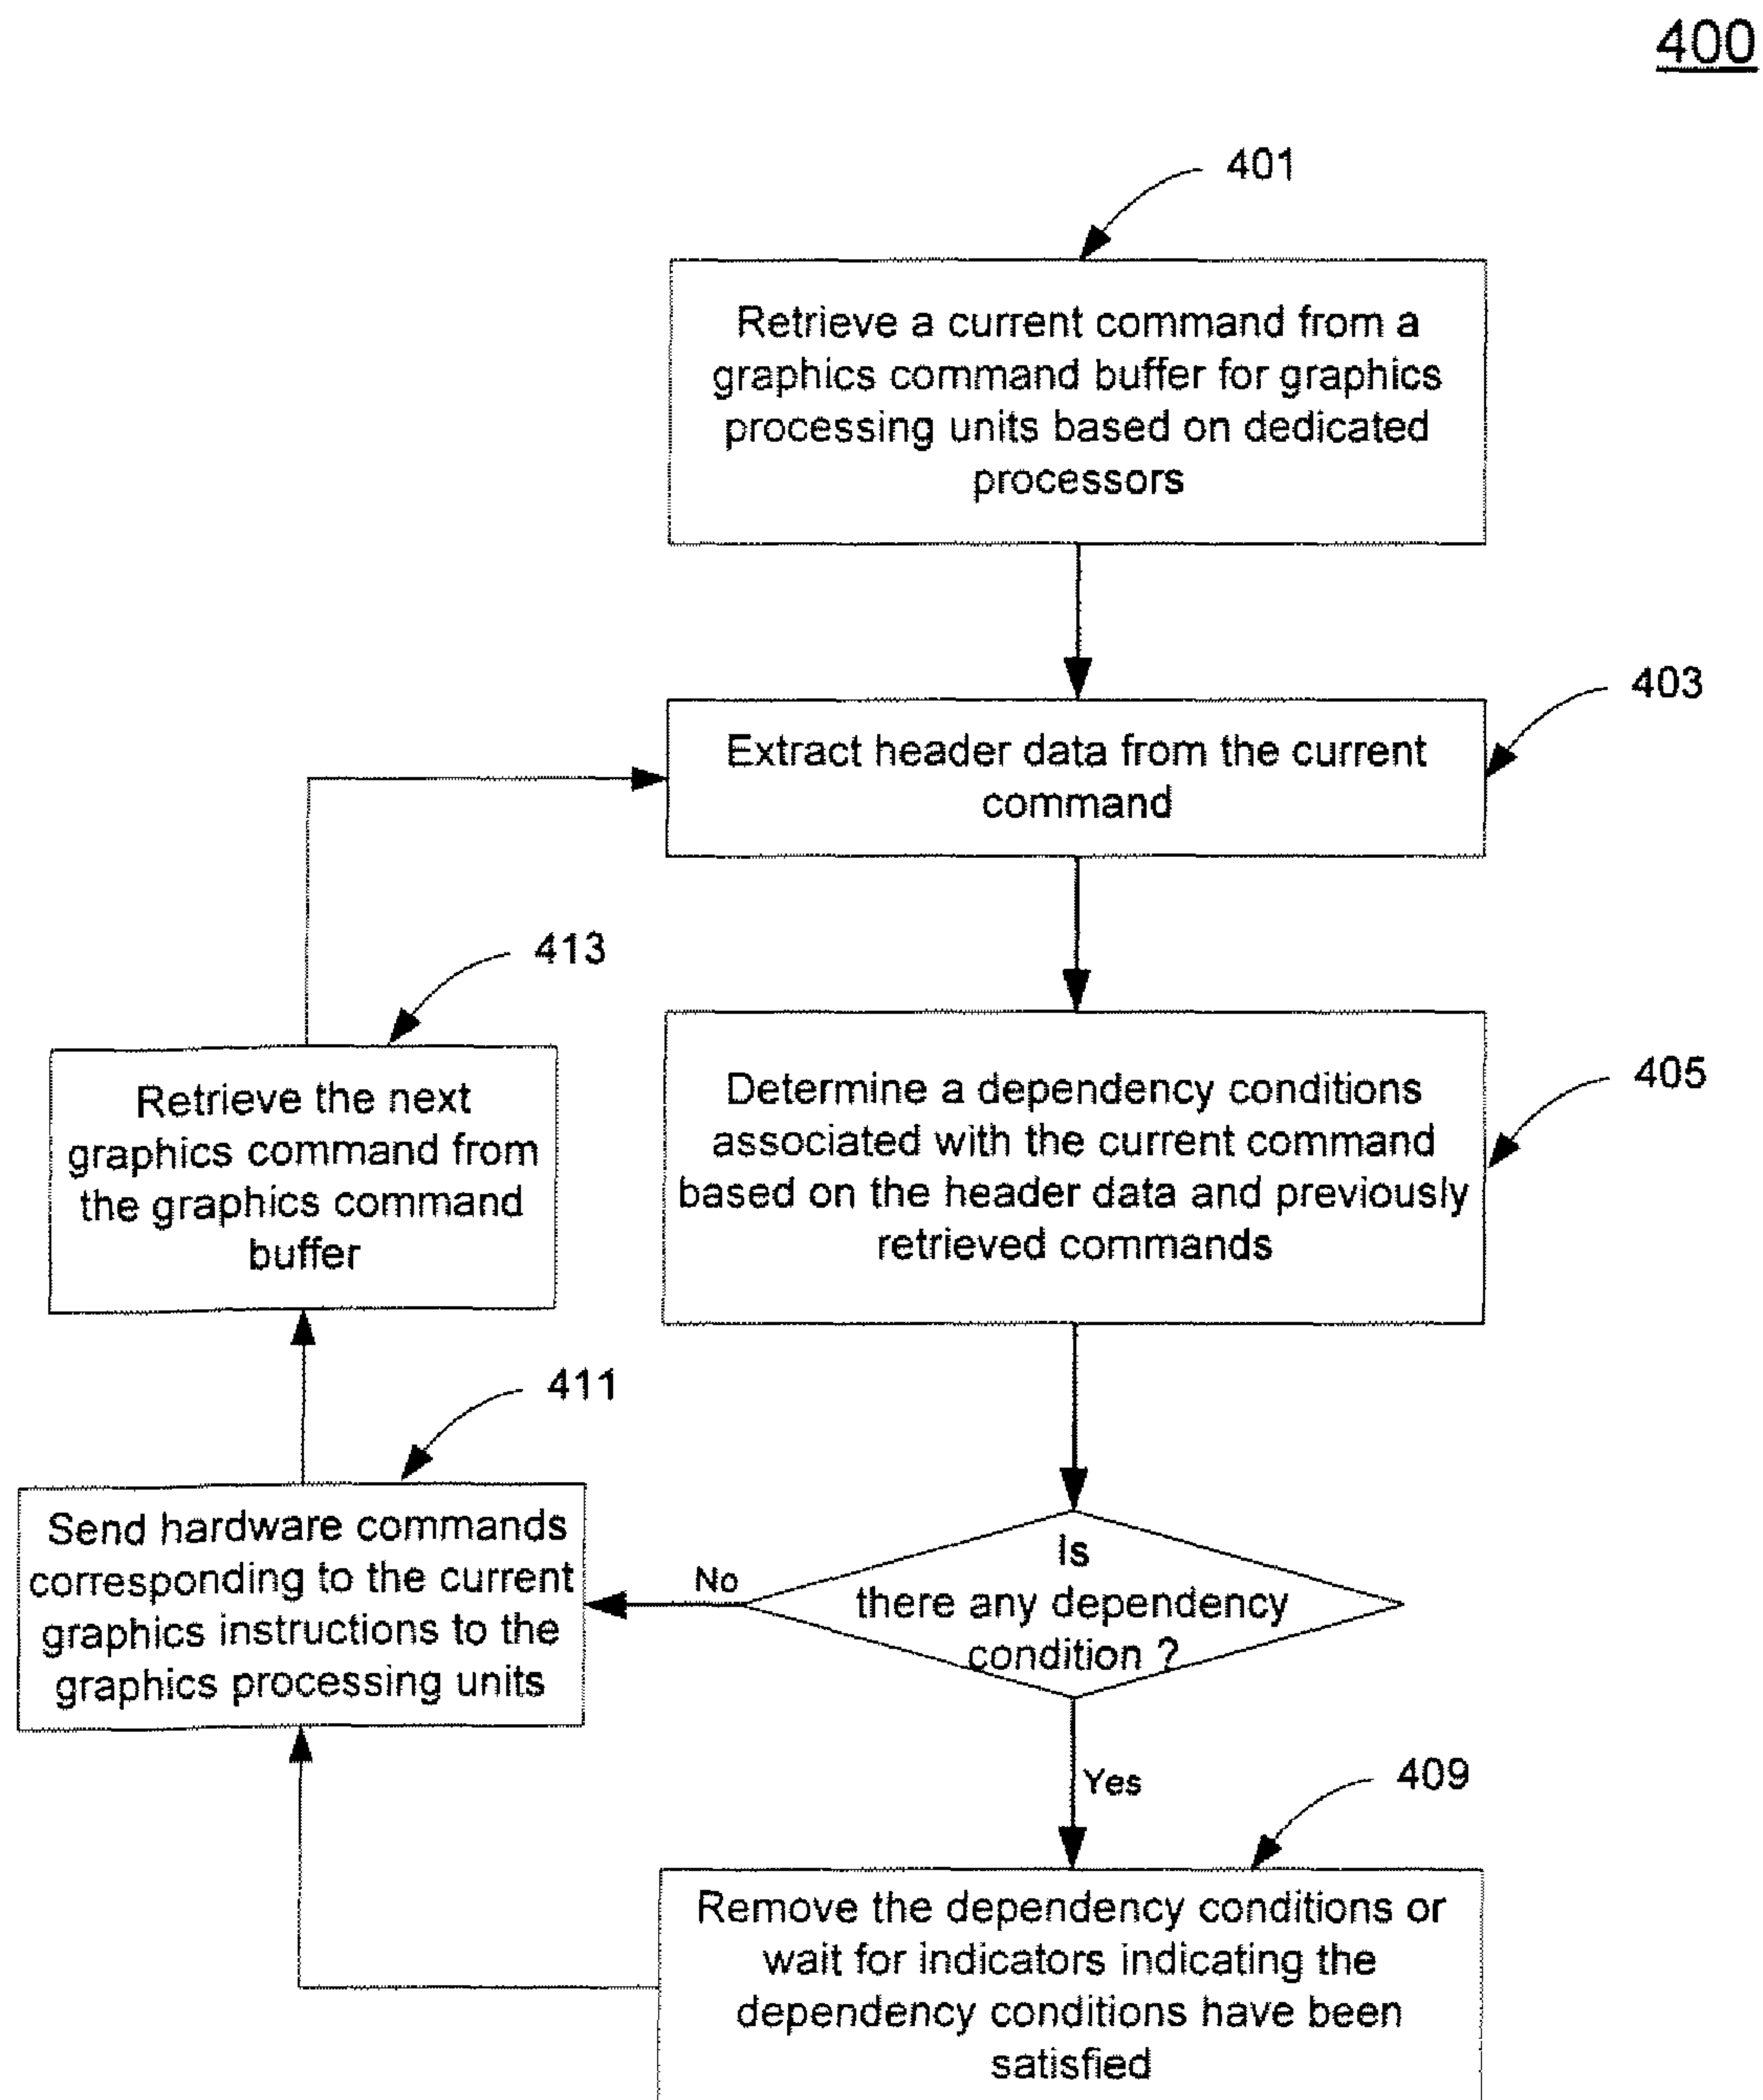 400
401
Retrieve a current command from a
graphics command buffer for graphics
processing units based on dedicated
processors
403
Extract header data from the current
command
413
Retrieve the next
graphics command from
the graphics command
buffer
405
Determine a dependency conditions
associated with the current command
based on the header data and previously
retrieved commands
411
Send hardware commands
corresponding to the current
graphics instructions to the
graphics processing units
No
Is
there any dependency
condition ?
Yes
409
Remove the dependency conditions or
wait for indicators indicating the
dependency conditions have been
satisfied